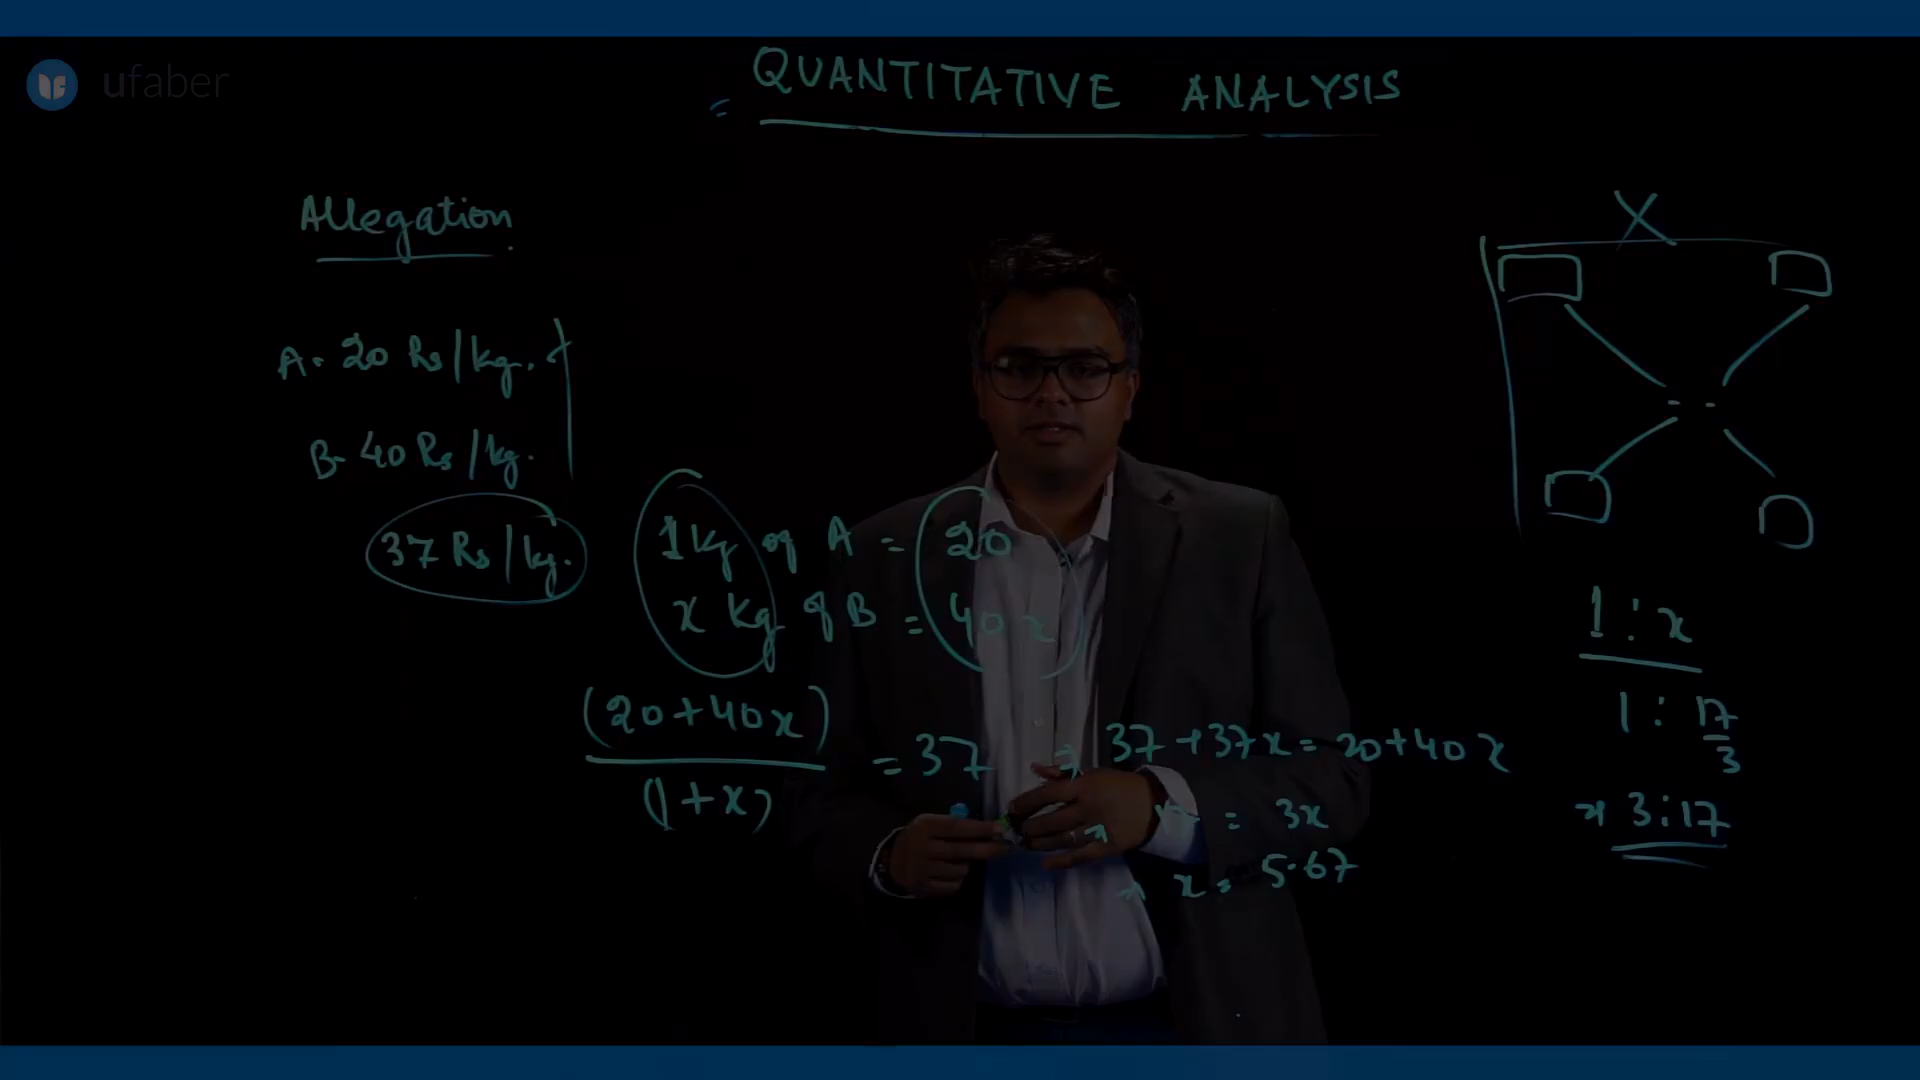 ufaber
= QUANTITATIVE ANALYSIS
Allegation
A. 20 Rs/kg.
B- 40 Rs/kg.
37 Rs/kg.
1 kg of A = 20
x kg of B = 40x
(20+40x)
(1+x)
= 37 ⇒ 37+37x = 20+40x
= 3x
⇒ x = 5.67
X
1 : x
1 : 17/3
⇒ 3:17